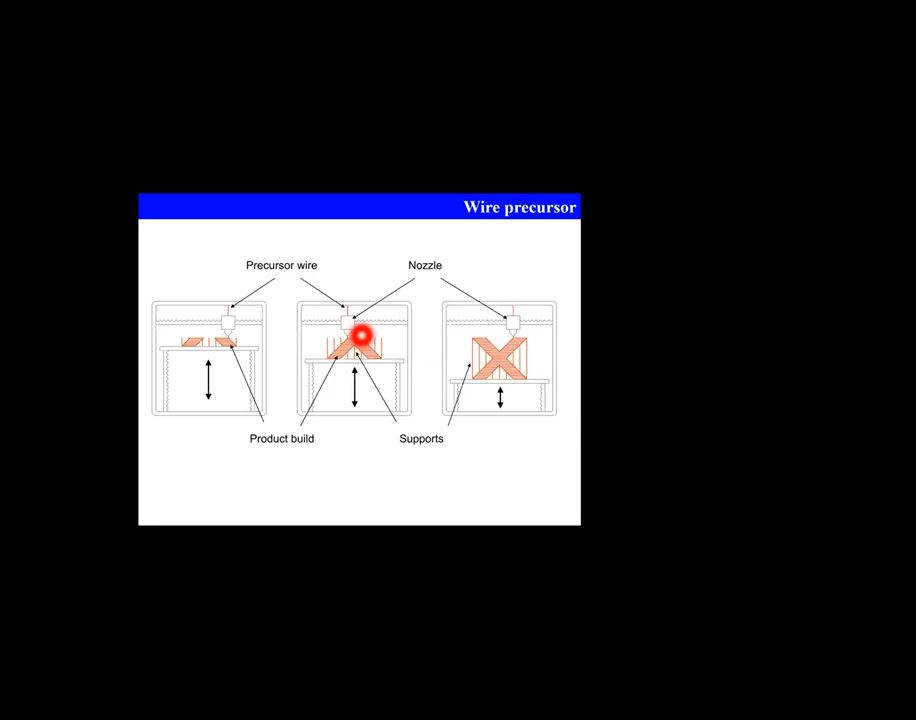 Wire precursor
Precursor wire
Nozzle
Product build
Supports